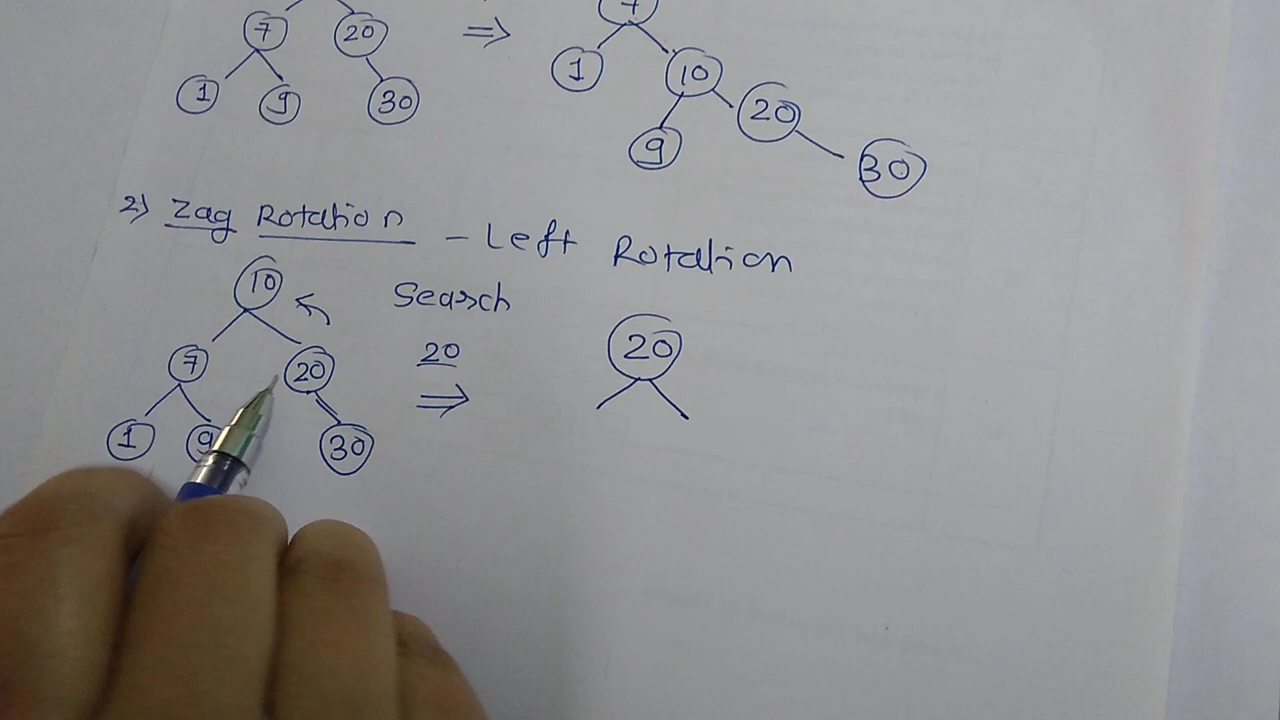 7
7 20 ⇒
1 10
1 9 30 20
9 30
2) Zag Rotation - Left Rotation
10 Search
7 20 20 20
⇒
1 9 30